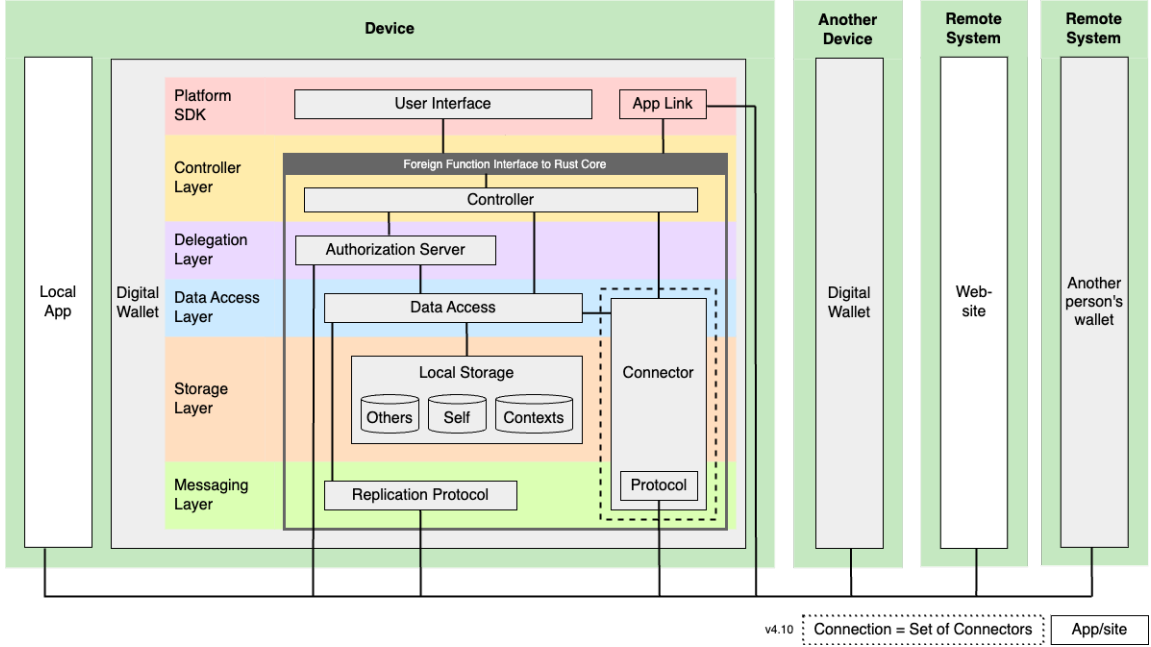 Device
Another
Device
Remote
System
Remote
System
Platform
SDK
User Interface
App Link
Controller
Layer
Foreign Function Interface to Rust Core
Controller
Delegation
Layer
Authorization Server
Local
App
Digital
Wallet
Data Access
Layer
Data Access
Storage
Layer
Local Storage
Others
Self
Contexts
Connector
Messaging
Layer
Replication Protocol
Protocol
Digital
Wallet
Web-
site
Another
person's
wallet
v4.10
Connection = Set of Connectors
App/site